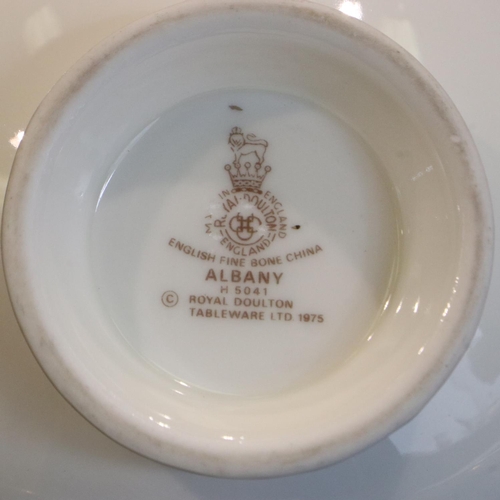 MADE IN ENGLAND
ROYAL DOULTON
ENGLAND
ENGLISH FINE BONE CHINA
ALBANY
H 5041
© ROYAL DOULTON
TABLEWARE LTD 1975